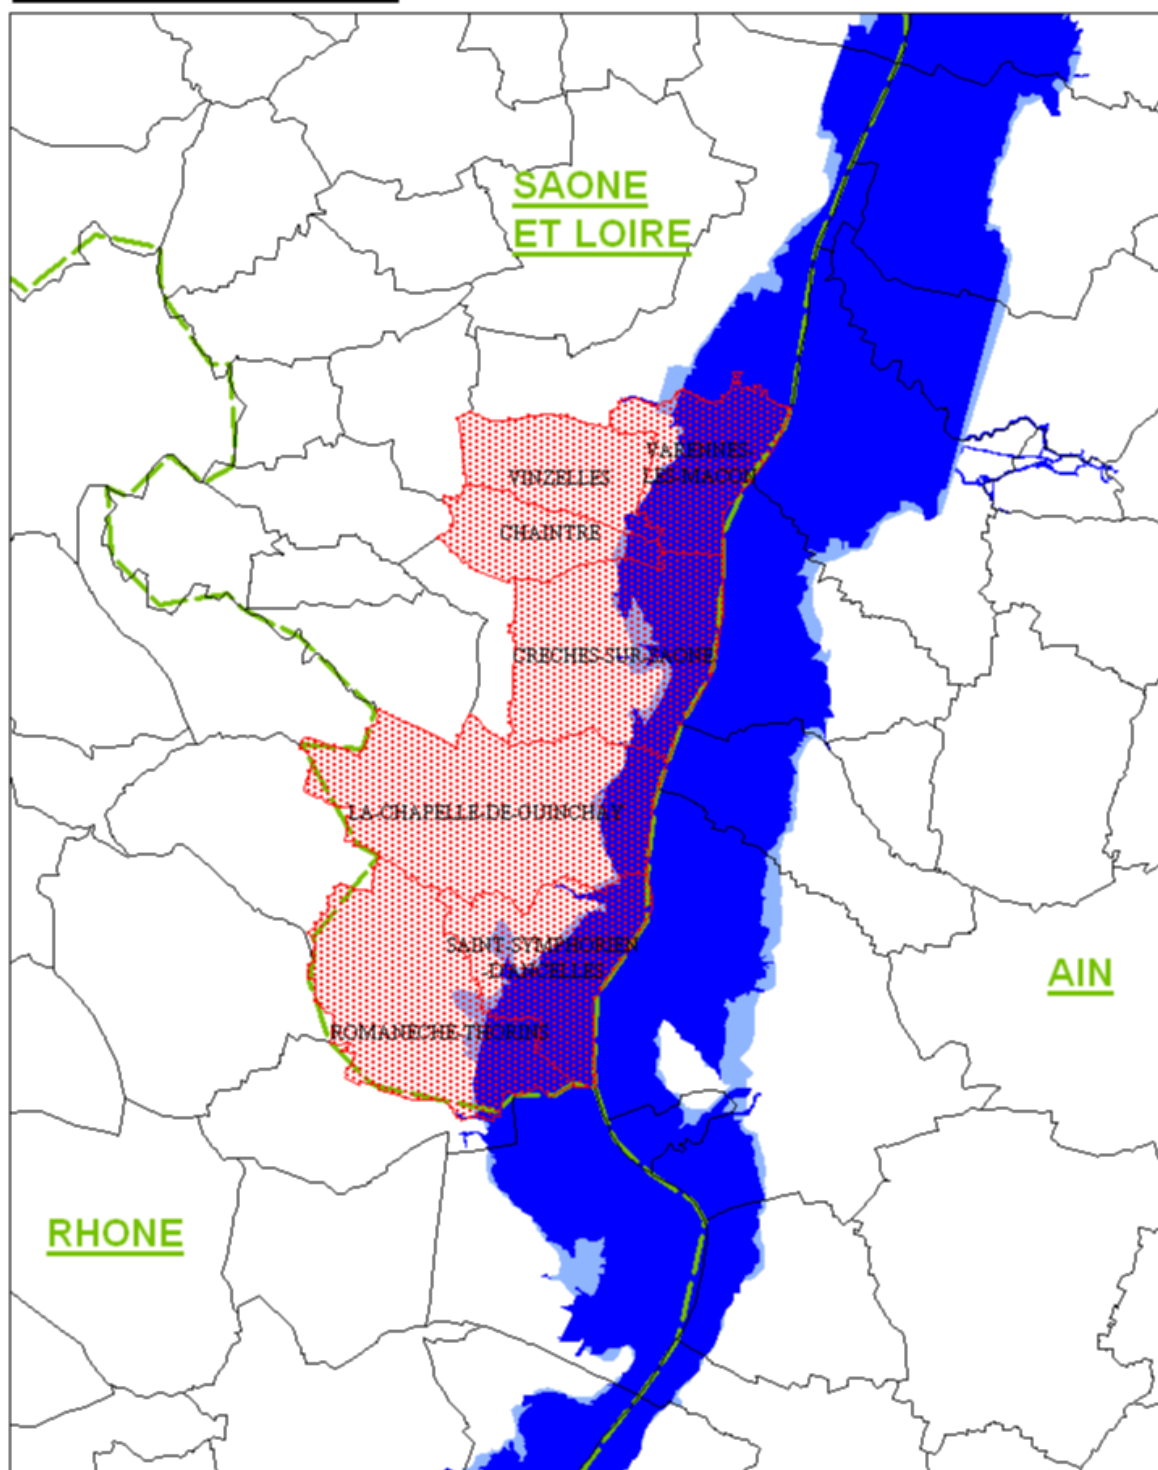 SAONE
ET LOIRE
VARENNES-
LES-MACON
VINZELLES
CHAINTRE
CRECHES-SUR-SAONE
LA-CHAPELLE-DE-GUINCHAY
SAINT-SYMPHORIEN
-D'ANCELLES
AIN
ROMANECHE-THORINS
RHONE